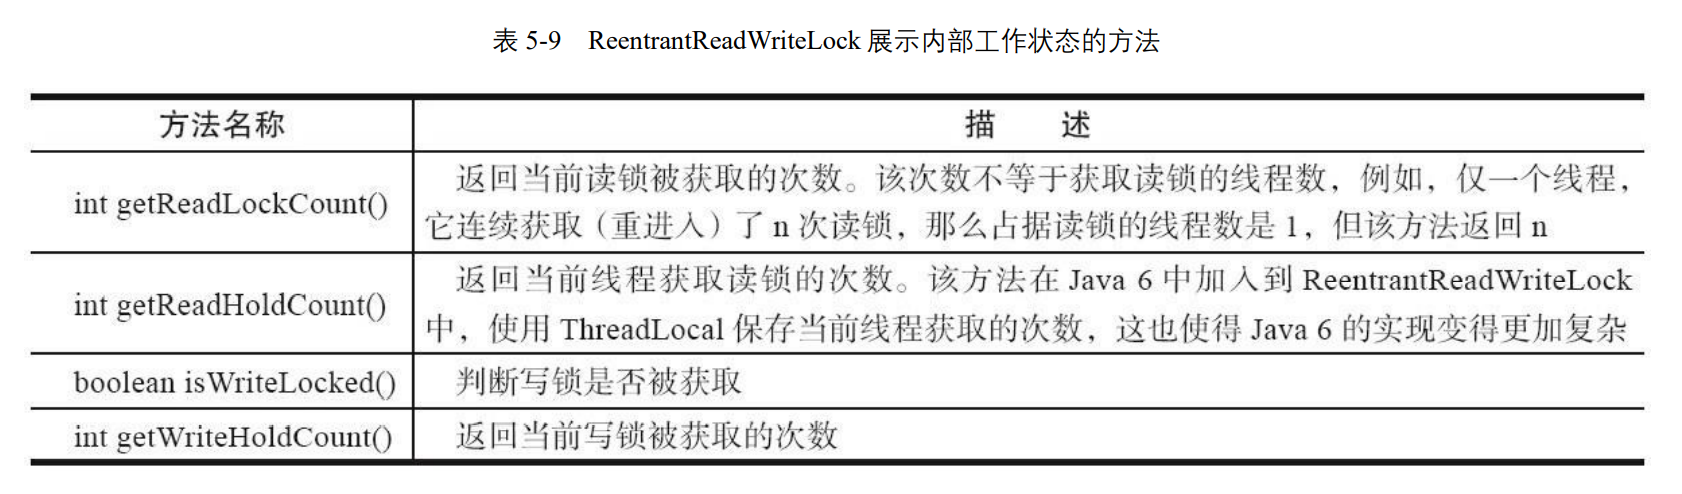 表 5-9 ReentrantReadWriteLock 展示内部工作状态的方法
方法名称 描 述
int getReadLockCount() 返回当前读锁被获取的次数。该次数不等于获取读锁的线程数，例如，仅一个线程，
它连续获取（重进入）了 n 次读锁，那么占据读锁的线程数是 1，但该方法返回 n
int getReadHoldCount() 返回当前线程获取读锁的次数。该方法在 Java 6 中加入到 ReentrantReadWriteLock
中，使用 ThreadLocal 保存当前线程获取的次数，这也使得 Java 6 的实现变得更加复杂
boolean isWriteLocked() 判断写锁是否被获取
int getWriteHoldCount() 返回当前写锁被获取的次数